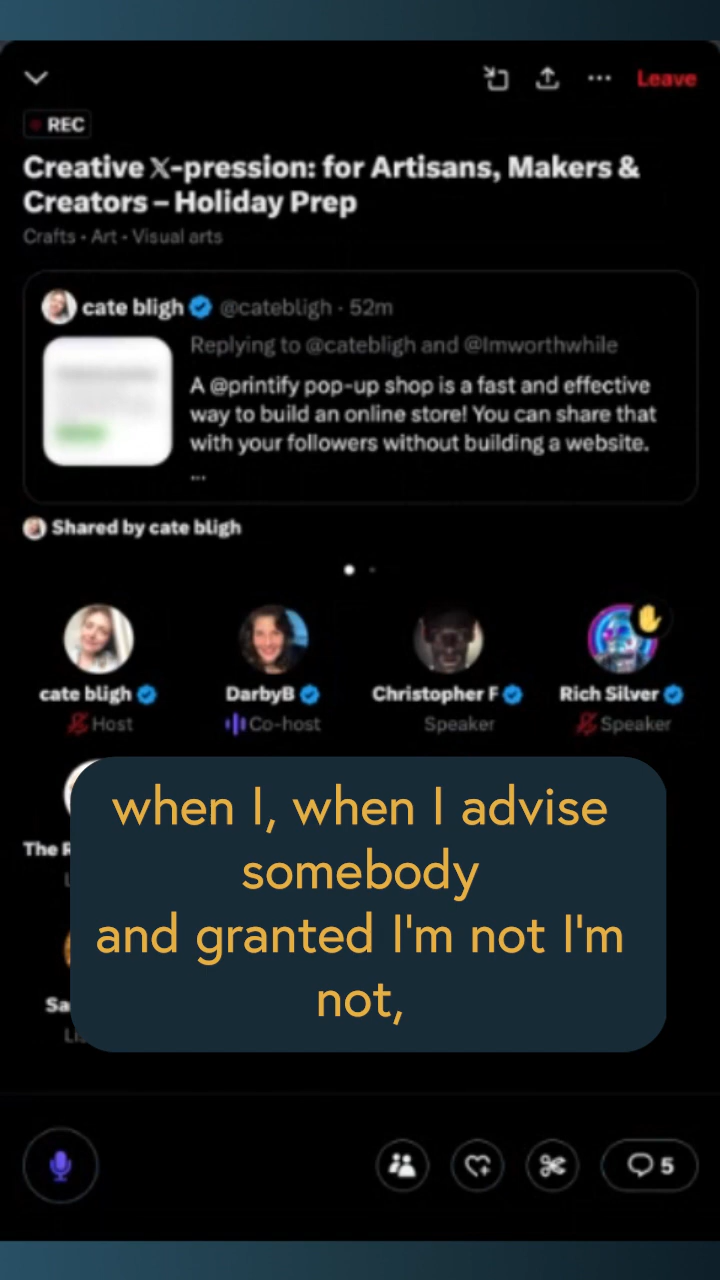 Leave
REC
Creative 𝕏-pression: for Artisans, Makers &
Creators – Holiday Prep
Crafts • Art • Visual arts
cate bligh @catebligh · 52m
Replying to @catebligh and @Imworthwhile
A @printify pop-up shop is a fast and effective
way to build an online store! You can share that
with your followers without building a website.
...
Shared by cate bligh
cate bligh DarbyB Christopher F Rich Silver
Host Co-host Speaker Speaker
The
when I, when I advise
somebody
and granted I'm not I'm
not,
5